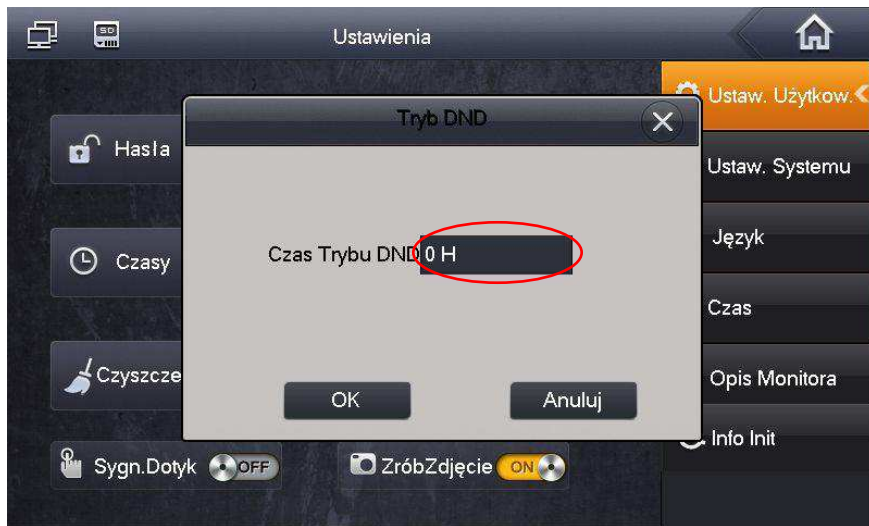 SD
Ustawienia
Ustaw. Użytkow.
Tryb DND
Hasła
Ustaw. Systemu
Język
Czas Trybu DND 0 H
Czasy
Czas
Czyszcze
Opis Monitora
OK
Anuluj
Info Init
Sygn.Dotyk OFF
ZróbZdjęcie ON